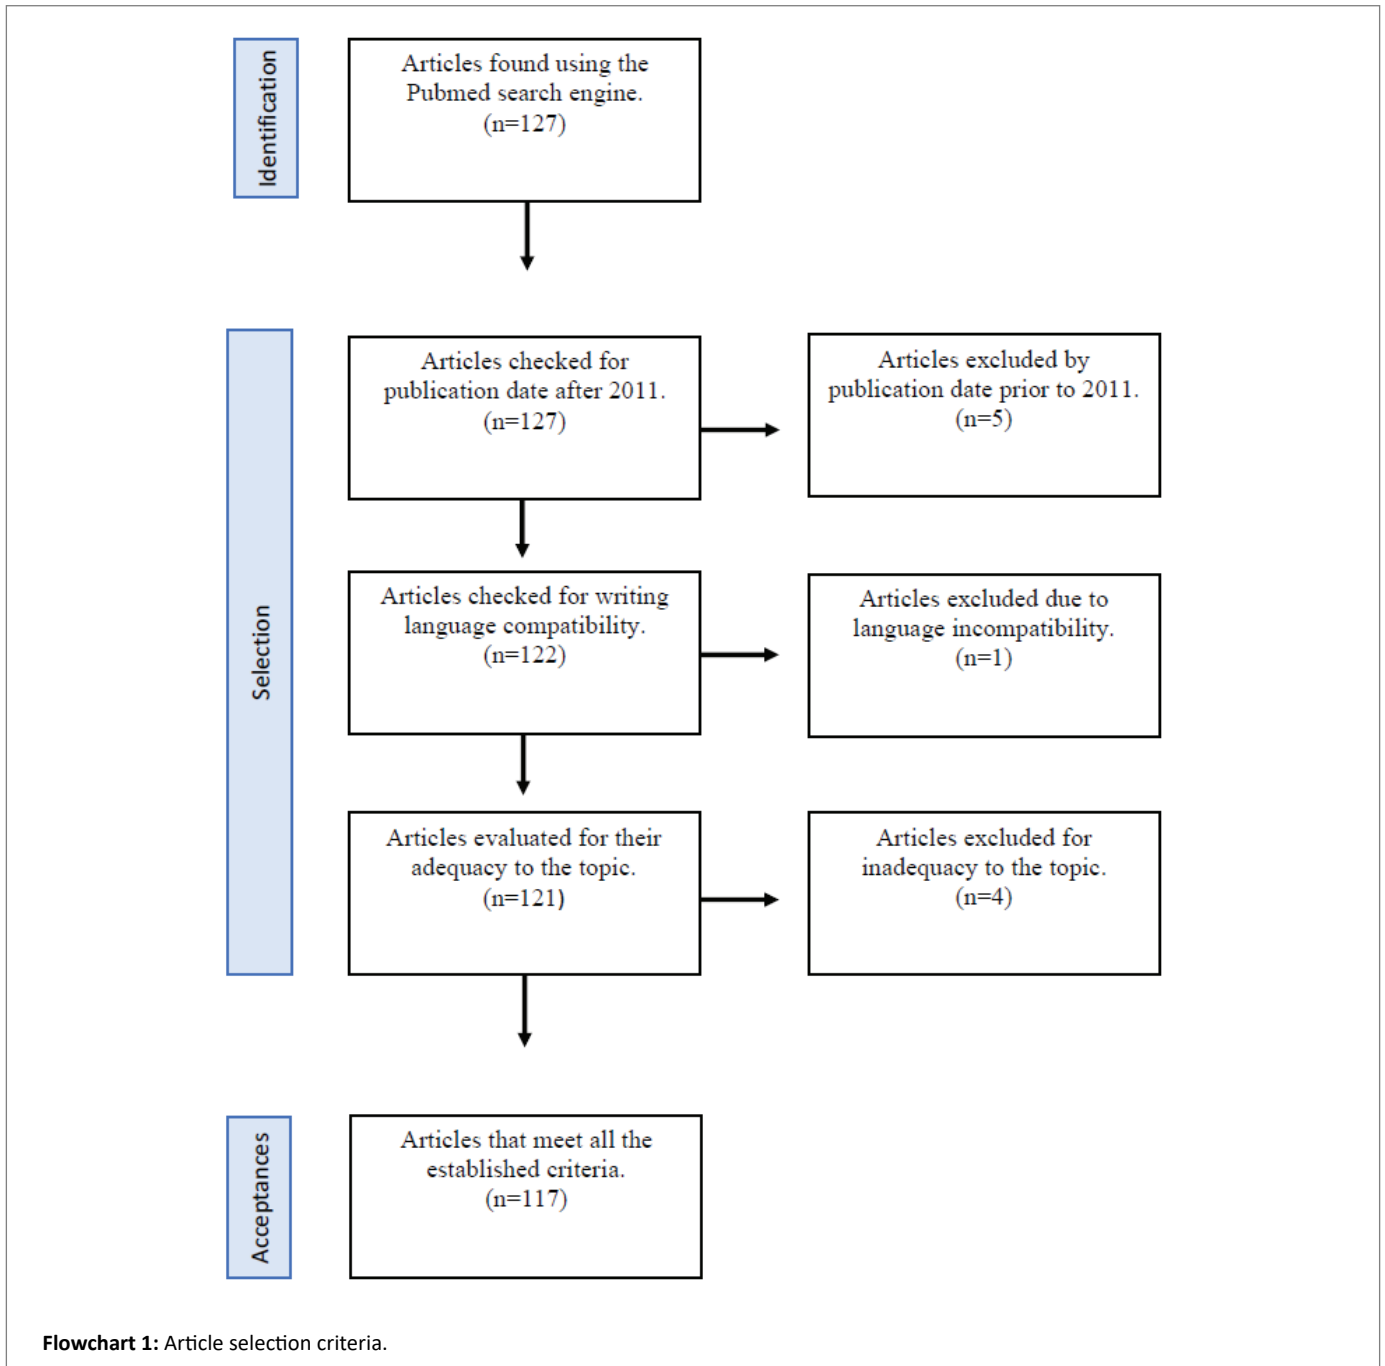 Identification
Articles found using the
Pubmed search engine.
(n=127)
Selection
Articles checked for
publication date after 2011.
(n=127)
Articles excluded by
publication date prior to 2011.
(n=5)
Articles checked for writing
language compatibility.
(n=122)
Articles excluded due to
language incompatibility.
(n=1)
Articles evaluated for their
adequacy to the topic.
(n=121)
Articles excluded for
inadequacy to the topic.
(n=4)
Acceptances
Articles that meet all the
established criteria.
(n=117)
Flowchart 1: Article selection criteria.